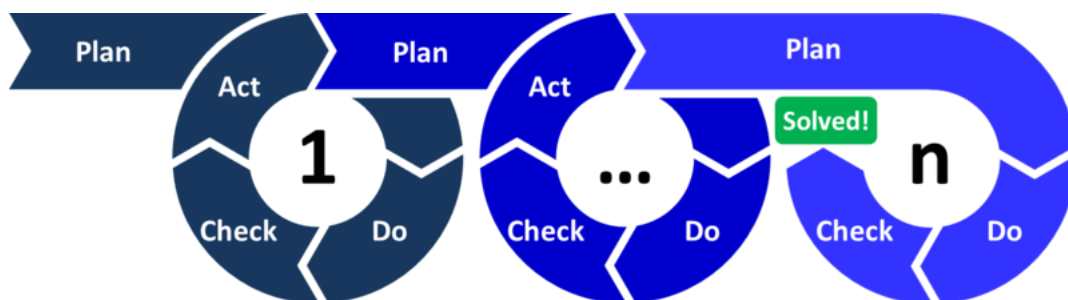 Plan
Act
1
Check
Do
Plan
Act
...
Check
Do
Plan
Solved!
n
Check
Do